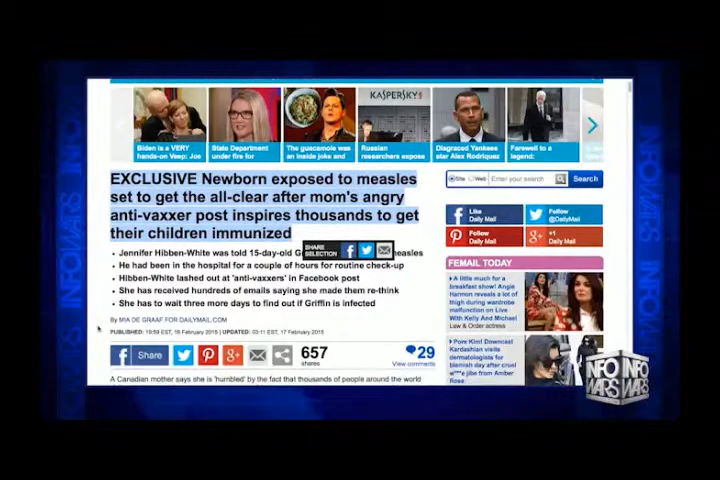 KASPERSKY
Biden is a VERY
hands-on Veep: Joe
State Department
under fire for
The guacamole was
an inside joke and
Russian
researchers expose
Disgraced Yankees
star Alex Rodriquez
Farewell to a
legend:
EXCLUSIVE Newborn exposed to measles
set to get the all-clear after mom's angry
anti-vaxxer post inspires thousands to get
their children immunized
SHARE
SELECTION
Jennifer Hibben-White was told 15-day-old G measles
He had been in the hospital for a couple of hours for routine check-up
Hibben-White lashed out at 'anti-vaxxers' in Facebook post
She has received hundreds of emails saying she made them re-think
She has to wait three more days to find out if Griffin is infected
By MIA DE GRAAF FOR DAILYMAIL.COM
PUBLISHED: 19:59 EST, 16 February 2015 | UPDATED: 03:11 EST, 17 February 2015
Share
657
shares
29
View comments
A Canadian mother says she is 'humbled' by the fact that thousands of people around the world
Site Web Enter your search Search
Like
Daily Mail
Follow
@DailyMail
Follow
Daily Mail
+1
Daily Mail
FEMAIL TODAY
A little much for a
breakfast show! Angie
Harmon reveals a lot of
thigh during wardrobe
malfunction on Live
With Kelly And Michael
Law & Order actress
Poor Kim! Downcast
Kardashian visits
dermatologists for
blemish day after cruel
w***e jibe from Amber
Rose
INFO
WARS
INFO
WARS
INFOWARS